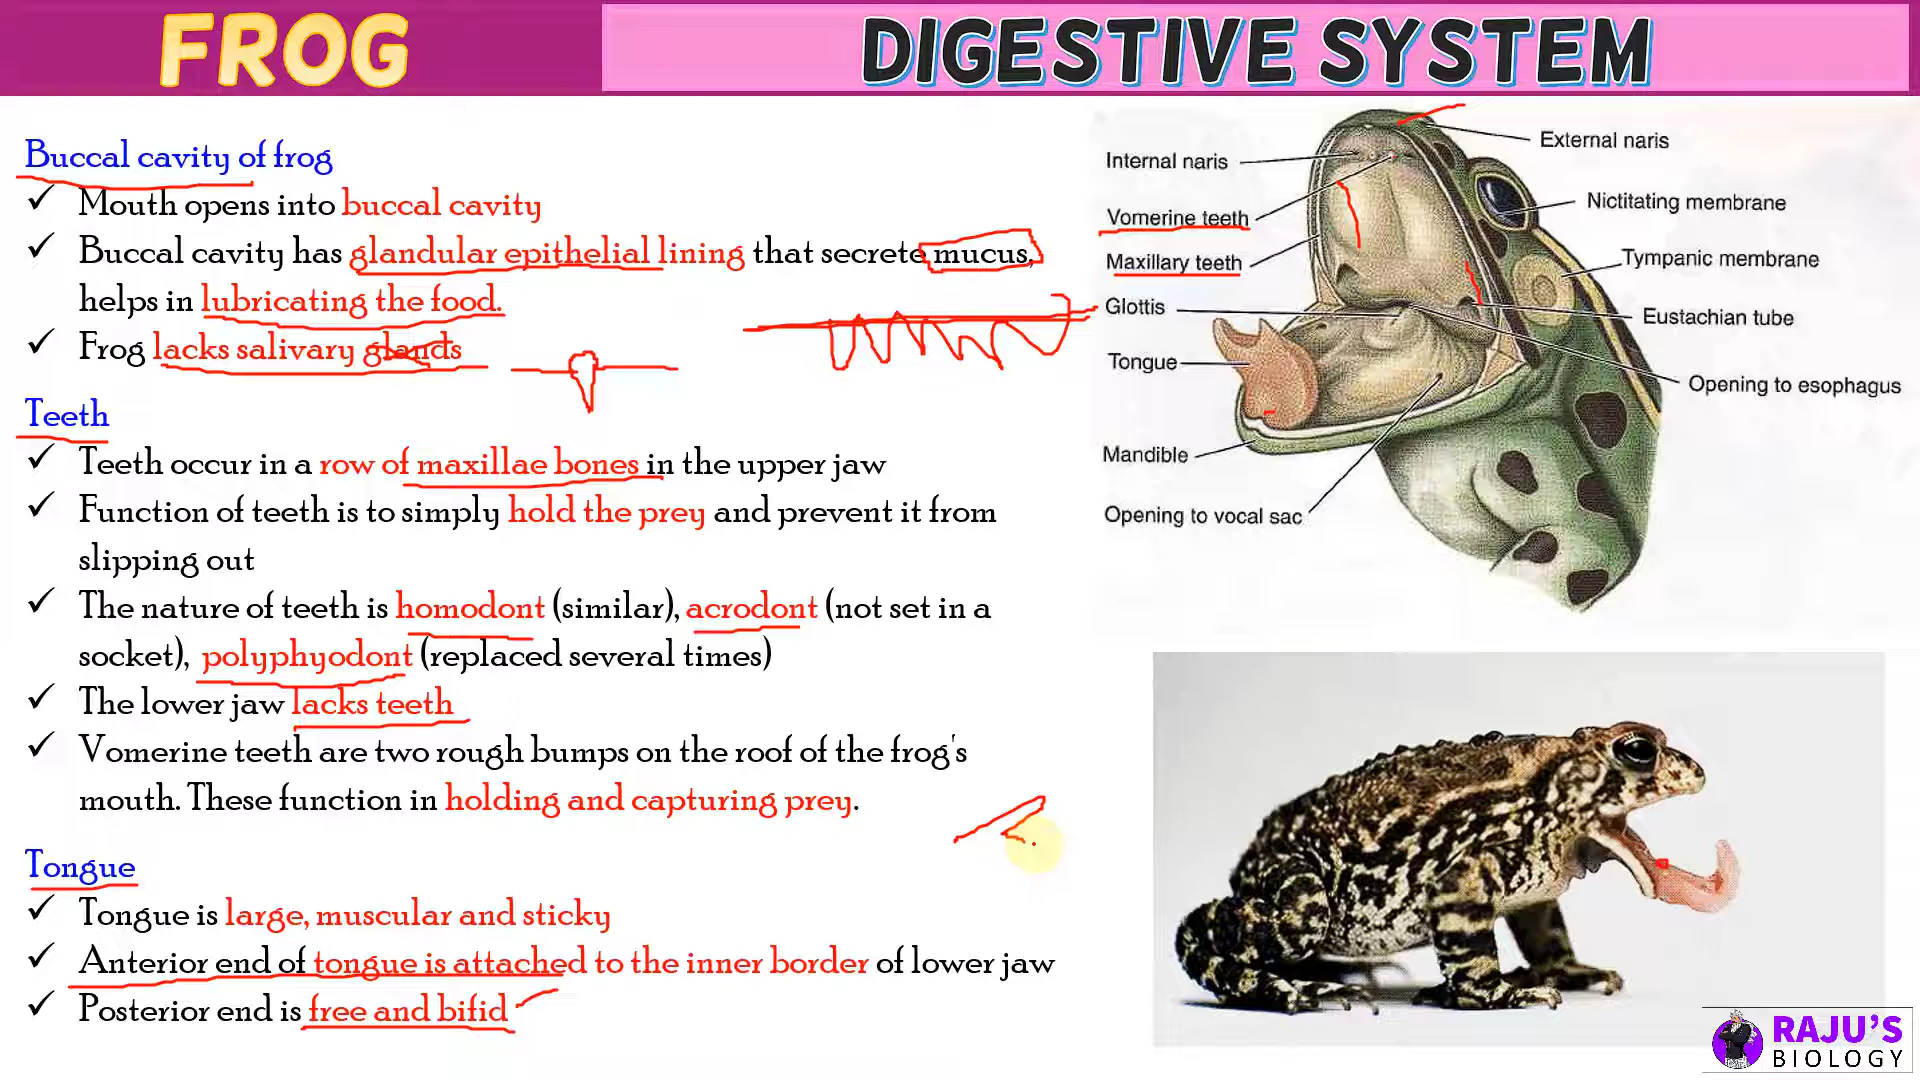 FROG
DIGESTIVE SYSTEM
Buccal cavity of frog
✓ Mouth opens into buccal cavity
✓ Buccal cavity has glandular epithelial lining that secrete mucus,
helps in lubricating the food.
✓ Frog lacks salivary glands
Teeth
✓ Teeth occur in a row of maxillae bones in the upper jaw
✓ Function of teeth is to simply hold the prey and prevent it from
slipping out
✓ The nature of teeth is homodont (similar), acrodont (not set in a
socket), polyphyodont (replaced several times)
✓ The lower jaw lacks teeth
✓ Vomerine teeth are two rough bumps on the roof of the frog's
mouth. These function in holding and capturing prey.
Tongue
✓ Tongue is large, muscular and sticky
✓ Anterior end of tongue is attached to the inner border of lower jaw
✓ Posterior end is free and bifid
Internal naris
Vomerine teeth
Maxillary teeth
Glottis
Tongue
Mandible
Opening to vocal sac
External naris
Nictitating membrane
Tympanic membrane
Eustachian tube
Opening to esophagus
RAJU'S
BIOLOGY